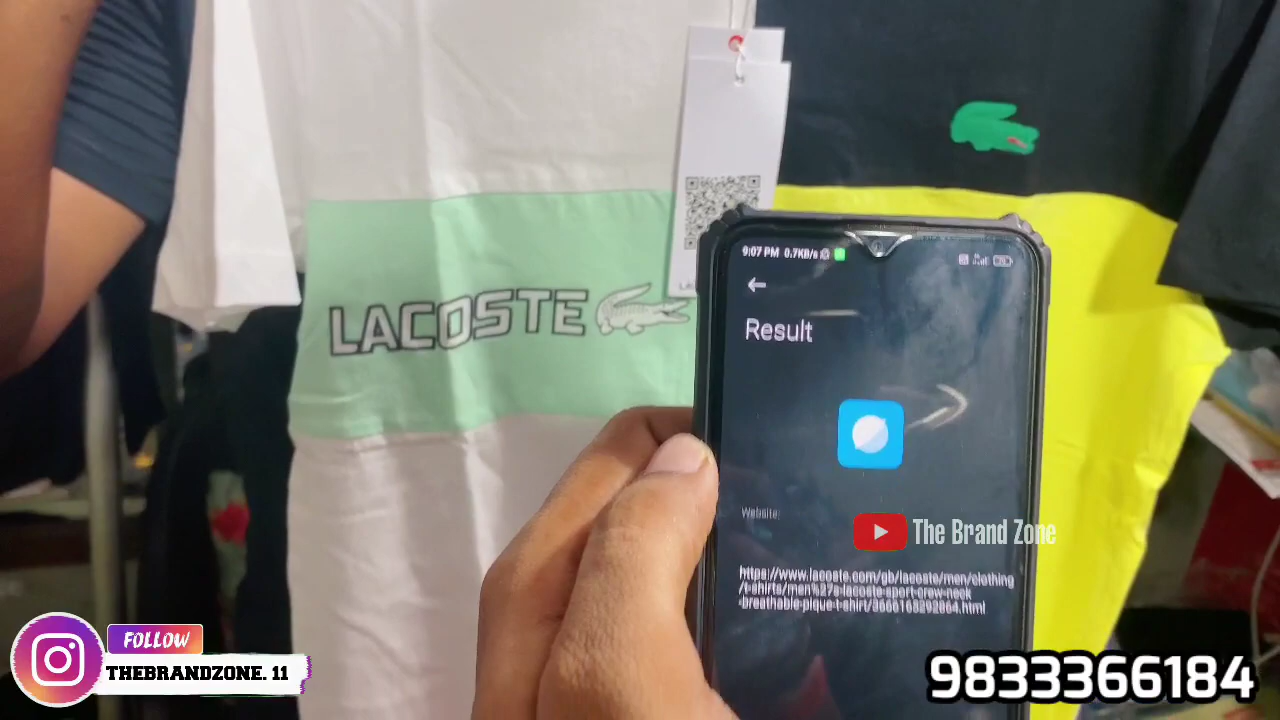 LACOSTE
9:07 PM 0.7KB/s
Result
Website:
The Brand Zone
https://www.lacoste.com/gb/lacoste/men/clothing
/t-shirts/men%27s-lacoste-sport-crew-neck
-breathable-pique-t-shirt/3666168292864.html
FOLLOW
THEBRANDZONE. 11
9833366184